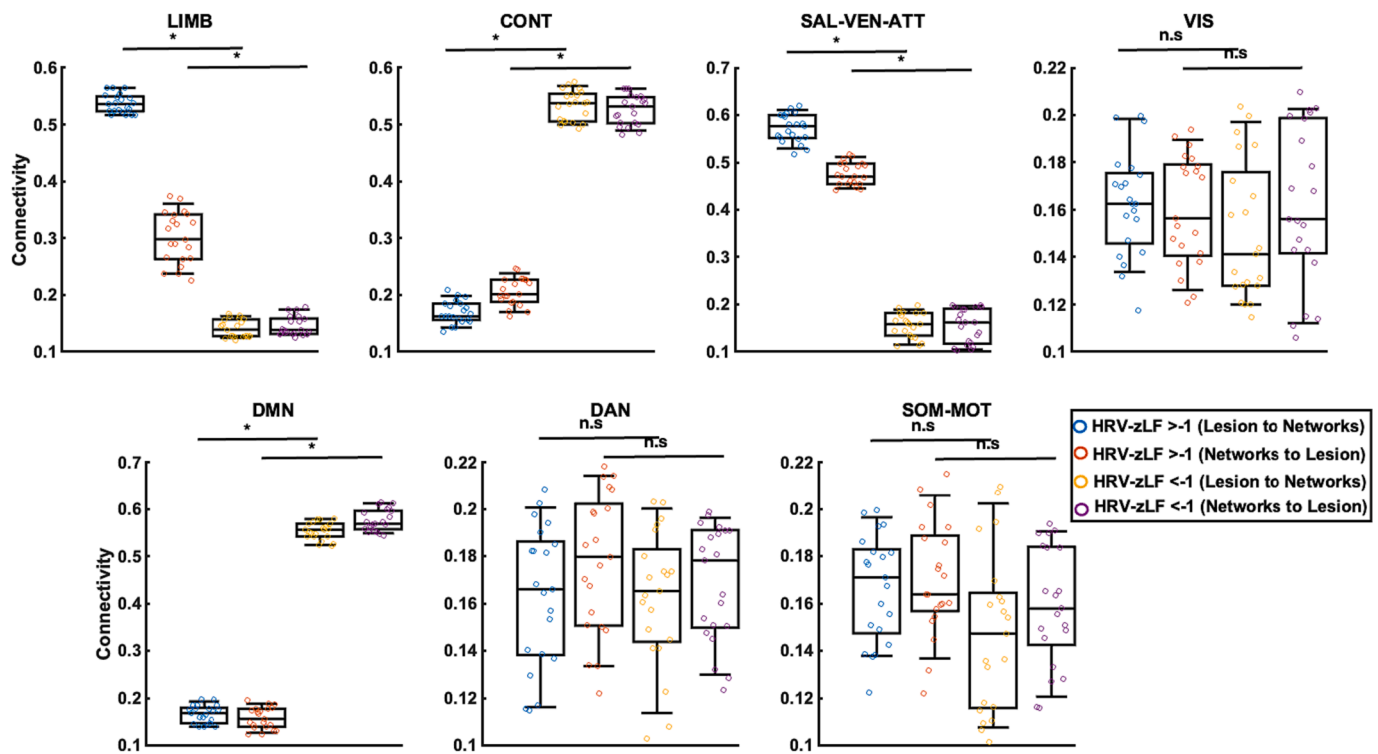 LIMB
CONT
SAL-VEN-ATT
VIS
*
*
*
*
*
*
n.s
n.s
Connectivity
0.6
0.5
0.4
0.3
0.2
0.1
0.6
0.5
0.4
0.3
0.2
0.1
0.7
0.6
0.5
0.4
0.3
0.2
0.1
0.22
0.2
0.18
0.16
0.14
0.12
0.1
DMN
DAN
SOM-MOT
*
*
n.s
n.s
n.s
n.s
Connectivity
0.7
0.6
0.5
0.4
0.3
0.2
0.1
0.22
0.2
0.18
0.16
0.14
0.12
0.1
0.22
0.2
0.18
0.16
0.14
0.12
0.1
HRV-zLF >-1 (Lesion to Networks)
HRV-zLF >-1 (Networks to Lesion)
HRV-zLF <-1 (Lesion to Networks)
HRV-zLF <-1 (Networks to Lesion)